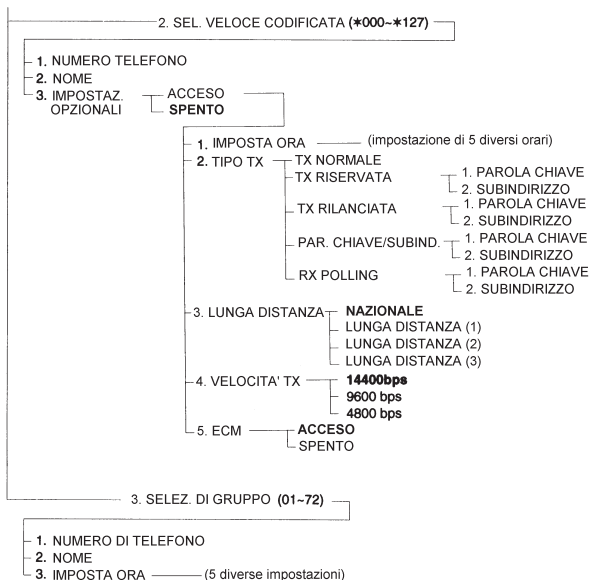 2. SEL. VELOCE CODIFICATA (✶000~✶127)
1. NUMERO TELEFONO
2. NOME
3. IMPOSTAZ. OPZIONALI
ACCESO
SPENTO
1. IMPOSTA ORA
(impostazione di 5 diversi orari)
2. TIPO TX
TX NORMALE
TX RISERVATA
1. PAROLA CHIAVE
2. SUBINDIRIZZO
TX RILANCIATA
1. PAROLA CHIAVE
2. SUBINDIRIZZO
PAR. CHIAVE/SUBIND.
1. PAROLA CHIAVE
2. SUBINDIRIZZO
RX POLLING
1. PAROLA CHIAVE
2. SUBINDIRIZZO
3. LUNGA DISTANZA
NAZIONALE
LUNGA DISTANZA (1)
LUNGA DISTANZA (2)
LUNGA DISTANZA (3)
4. VELOCITA' TX
14400bps
9600 bps
4800 bps
5. ECM
ACCESO
SPENTO
3. SELEZ. DI GRUPPO (01~72)
1. NUMERO DI TELEFONO
2. NOME
3. IMPOSTA ORA
(5 diverse impostazioni)